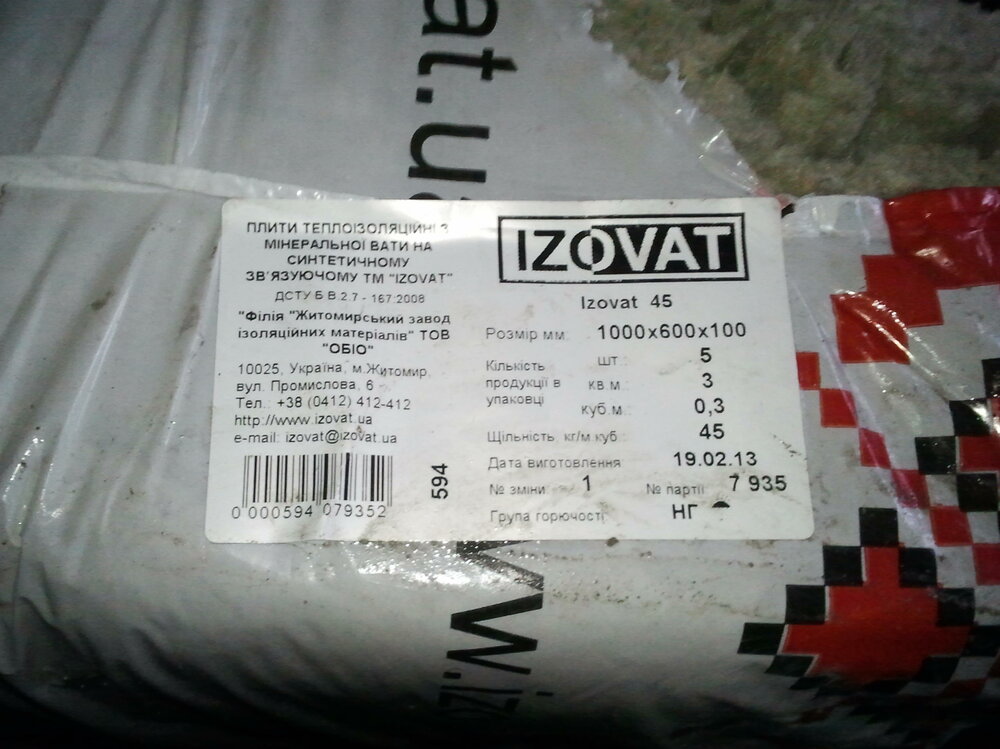 at.u
ПЛИТИ ТЕПЛОІЗОЛЯЦІЙНІ З
МІНЕРАЛЬНОЇ ВАТИ НА
СИНТЕТИЧНОМУ
ЗВ'ЯЗУЮЧОМУ ТМ "IZOVAT"
ДСТУ Б В.2.7 - 167:2008
"Філія "Житомирський завод
ізоляційних матеріалів" ТОВ
"ОБІО"
10025, Україна, м.Житомир,
вул. Промислова, 6
Тел.: +38 (0412) 412-412
http://www.izovat.ua
e-mail: izovat@izovat.ua
0 000594 079352
594
IZOVAT
Izovat 45
Розмір мм 1000x600x100
Кількість продукції в упаковці
шт.: 5
кв м.: 3
куб.м.: 0,3
Щільність кг/м куб 45
Дата виготовлення 19.02.13
№ зміни 1 № партії 7 935
Група горючості НГ
w.iz